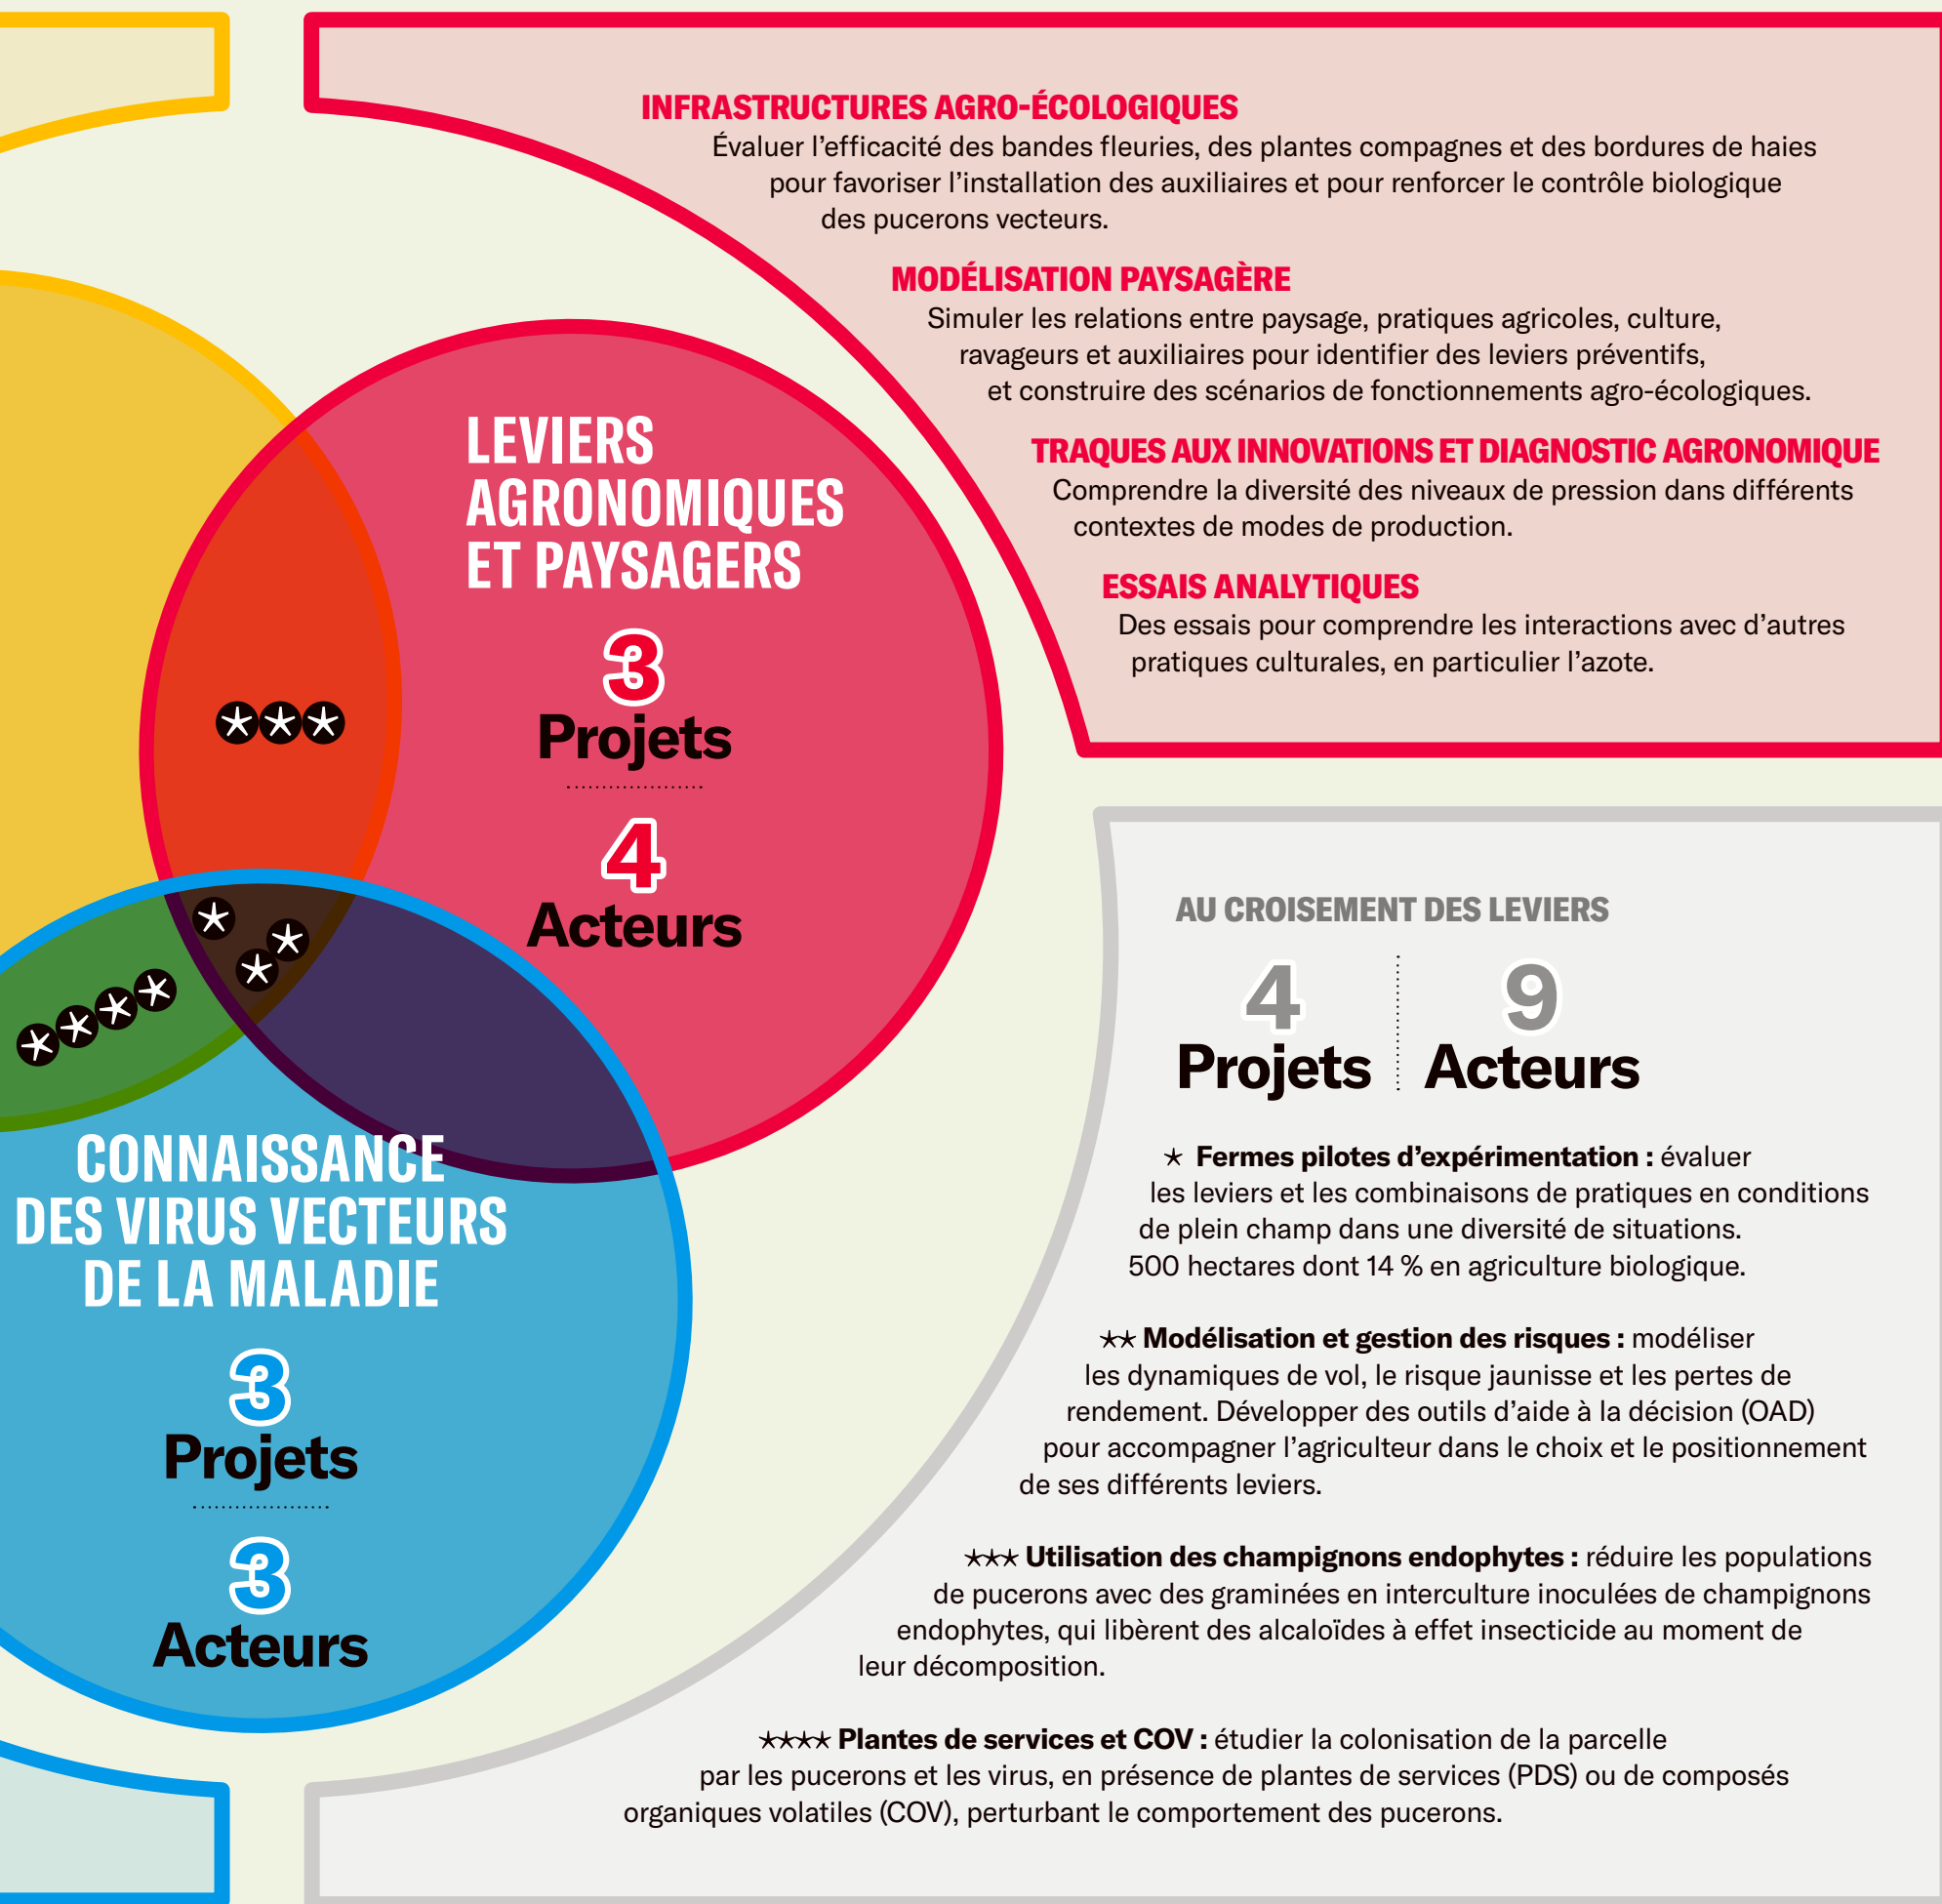 INFRASTRUCTURES AGRO-ÉCOLOGIQUES
Évaluer l’efficacité des bandes fleuries, des plantes compagnes et des bordures de haies
pour favoriser l’installation des auxiliaires et pour renforcer le contrôle biologique
des pucerons vecteurs.
MODÉLISATION PAYSAGÈRE
Simuler les relations entre paysage, pratiques agricoles, culture,
ravageurs et auxiliaires pour identifier des leviers préventifs,
et construire des scénarios de fonctionnements agro-écologiques.
TRAQUES AUX INNOVATIONS ET DIAGNOSTIC AGRONOMIQUE
Comprendre la diversité des niveaux de pression dans différents
contextes de modes de production.
ESSAIS ANALYTIQUES
Des essais pour comprendre les interactions avec d’autres
pratiques culturales, en particulier l’azote.
LEVIERS
AGRONOMIQUES
ET PAYSAGERS
3
Projets
4
Acteurs
***
*
**
****
CONNAISSANCE
DES VIRUS VECTEURS
DE LA MALADIE
3
Projets
3
Acteurs
AU CROISEMENT DES LEVIERS
4 9
Projets Acteurs
* Fermes pilotes d’expérimentation : évaluer
les leviers et les combinaisons de pratiques en conditions
de plein champ dans une diversité de situations.
500 hectares dont 14 % en agriculture biologique.
** Modélisation et gestion des risques : modéliser
les dynamiques de vol, le risque jaunisse et les pertes de
rendement. Développer des outils d’aide à la décision (OAD)
pour accompagner l’agriculteur dans le choix et le positionnement
de ses différents leviers.
*** Utilisation des champignons endophytes : réduire les populations
de pucerons avec des graminées en interculture inoculées de champignons
endophytes, qui libèrent des alcaloïdes à effet insecticide au moment de
leur décomposition.
**** Plantes de services et COV : étudier la colonisation de la parcelle
par les pucerons et les virus, en présence de plantes de services (PDS) ou de composés
organiques volatiles (COV), perturbant le comportement des pucerons.